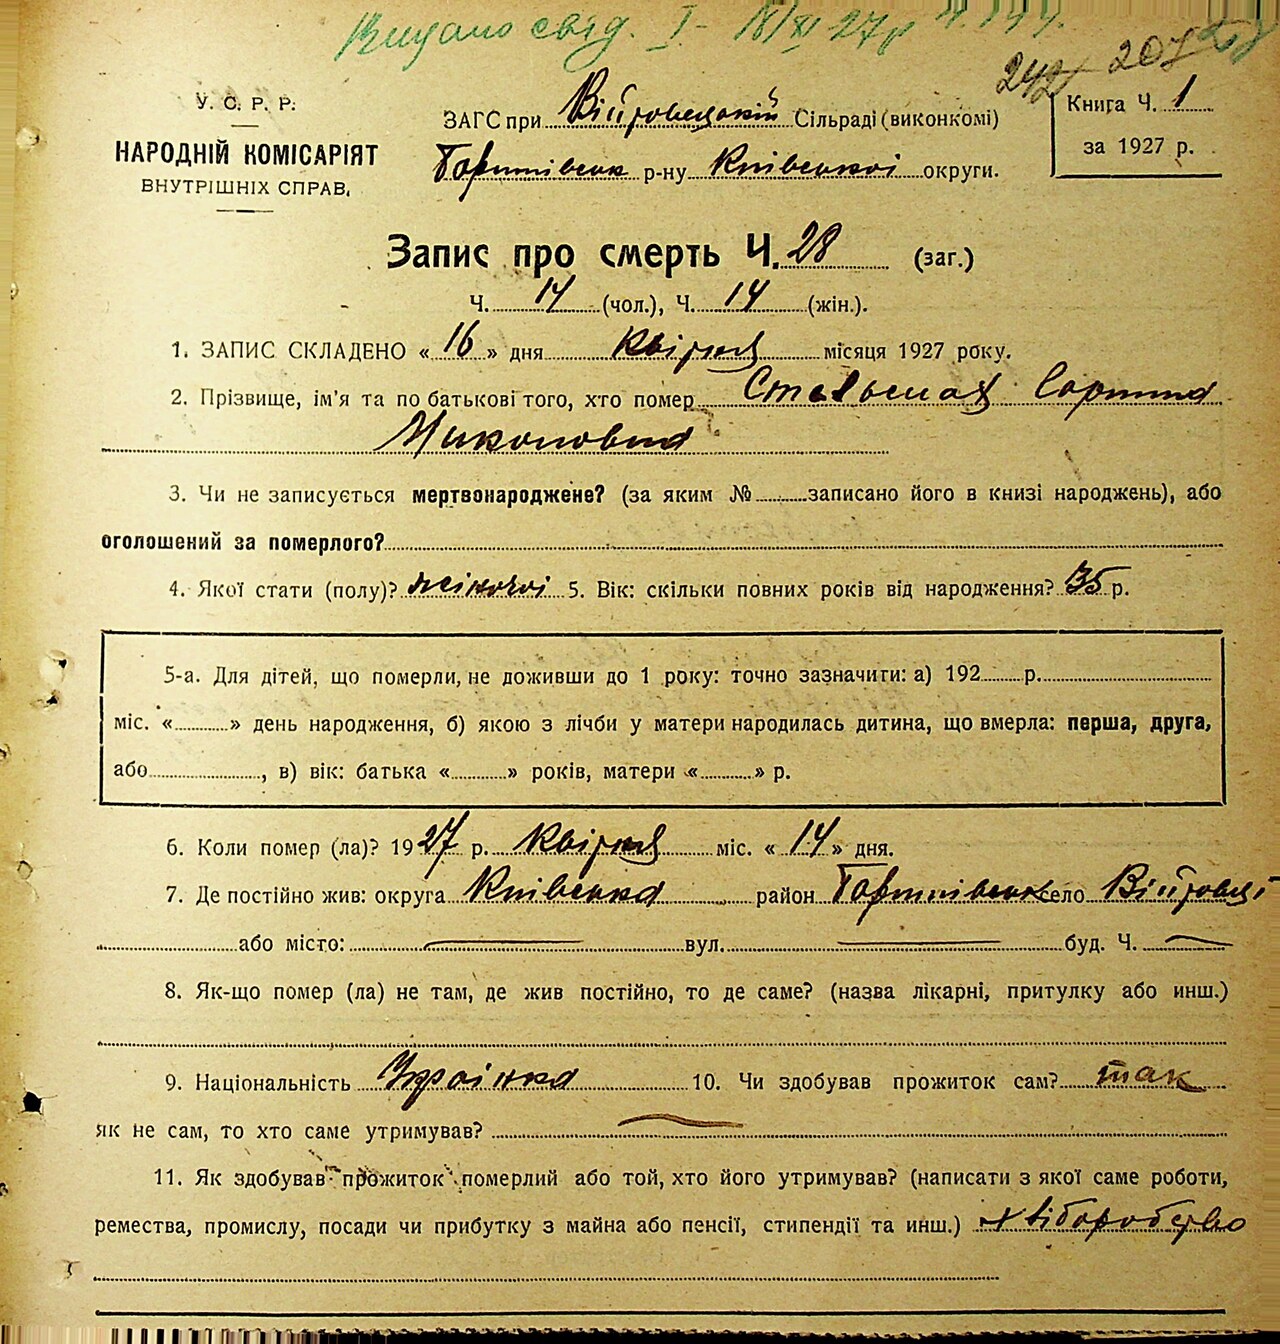 Видано свід. І - 18/XI 27р Ч. 144.
242 207
У. С. Р. Р.
НАРОДНІЙ КОМІСАРІЯТ
ВНУТРІШНІХ СПРАВ.
ЗАГС при Війтовецькій Сільраді (виконкомі)
Бориспівськ р-ну Київської округи.
Книга Ч. 1
за 1927 р.
Запис про смерть Ч. 28 (заг.)
Ч. 14 (чол.), Ч. 14 (жін.).
1. ЗАПИС СКЛАДЕНО « 16 » дня квітня місяця 1927 року.
2. Прізвище, ім'я та по батькові того, хто помер Стельмах
Миколовна
3. Чи не записується мертвонароджене? (за яким № записано його в книзі народжень), або
оголошений за померлого?
4. Якої стати (полу)? жіночої 5. Вік: скільки повних років від народження? 35 р.
5-а. Для дітей, що померли, не доживши до 1 року: точно зазначити: а) 192 р.
міс. « » день народження, б) якою з лічби у матери народилась дитина, що вмерла: перша, друга,
або , в) вік: батька « » років, матери « » р.
6. Коли помер (ла)? 1927 р. квітня міс. « 14 » дня.
7. Де постійно жив: округа Київська район Бориспівськ село Війтовці
або місто: — вул. — буд. Ч. —
8. Як-що помер (ла) не там, де жив постійно, то де саме? (назва лікарні, притулку або инш.)
9. Національність Українка 10. Чи здобував прожиток сам? так
як не сам, то хто саме утримував? —
11. Як здобував прожиток померлий або той, хто його утримував? (написати з якої саме роботи,
ремества, промислу, посади чи прибутку з майна або пенсії, стипендії та инш.) хліборобство